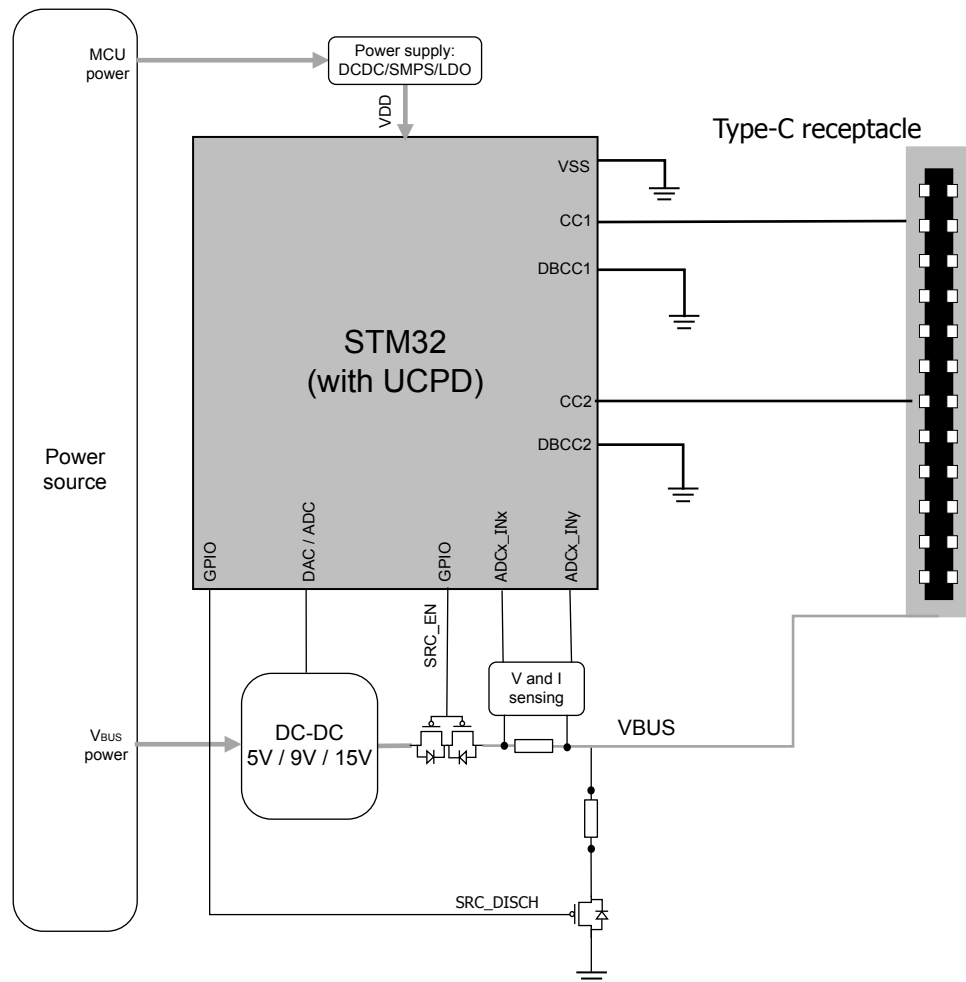 MCU
power
Power supply:
DCDC/SMPS/LDO
VDD
Type-C receptacle
VSS
CC1
DBCC1
STM32
(with UCPD)
CC2
DBCC2
Power
source
GPIO
DAC / ADC
GPIO
ADCx_INx
ADCx_INy
SRC_EN
V and I
sensing
VBUS
VBUS
power
DC-DC
5V / 9V / 15V
SRC_DISCH